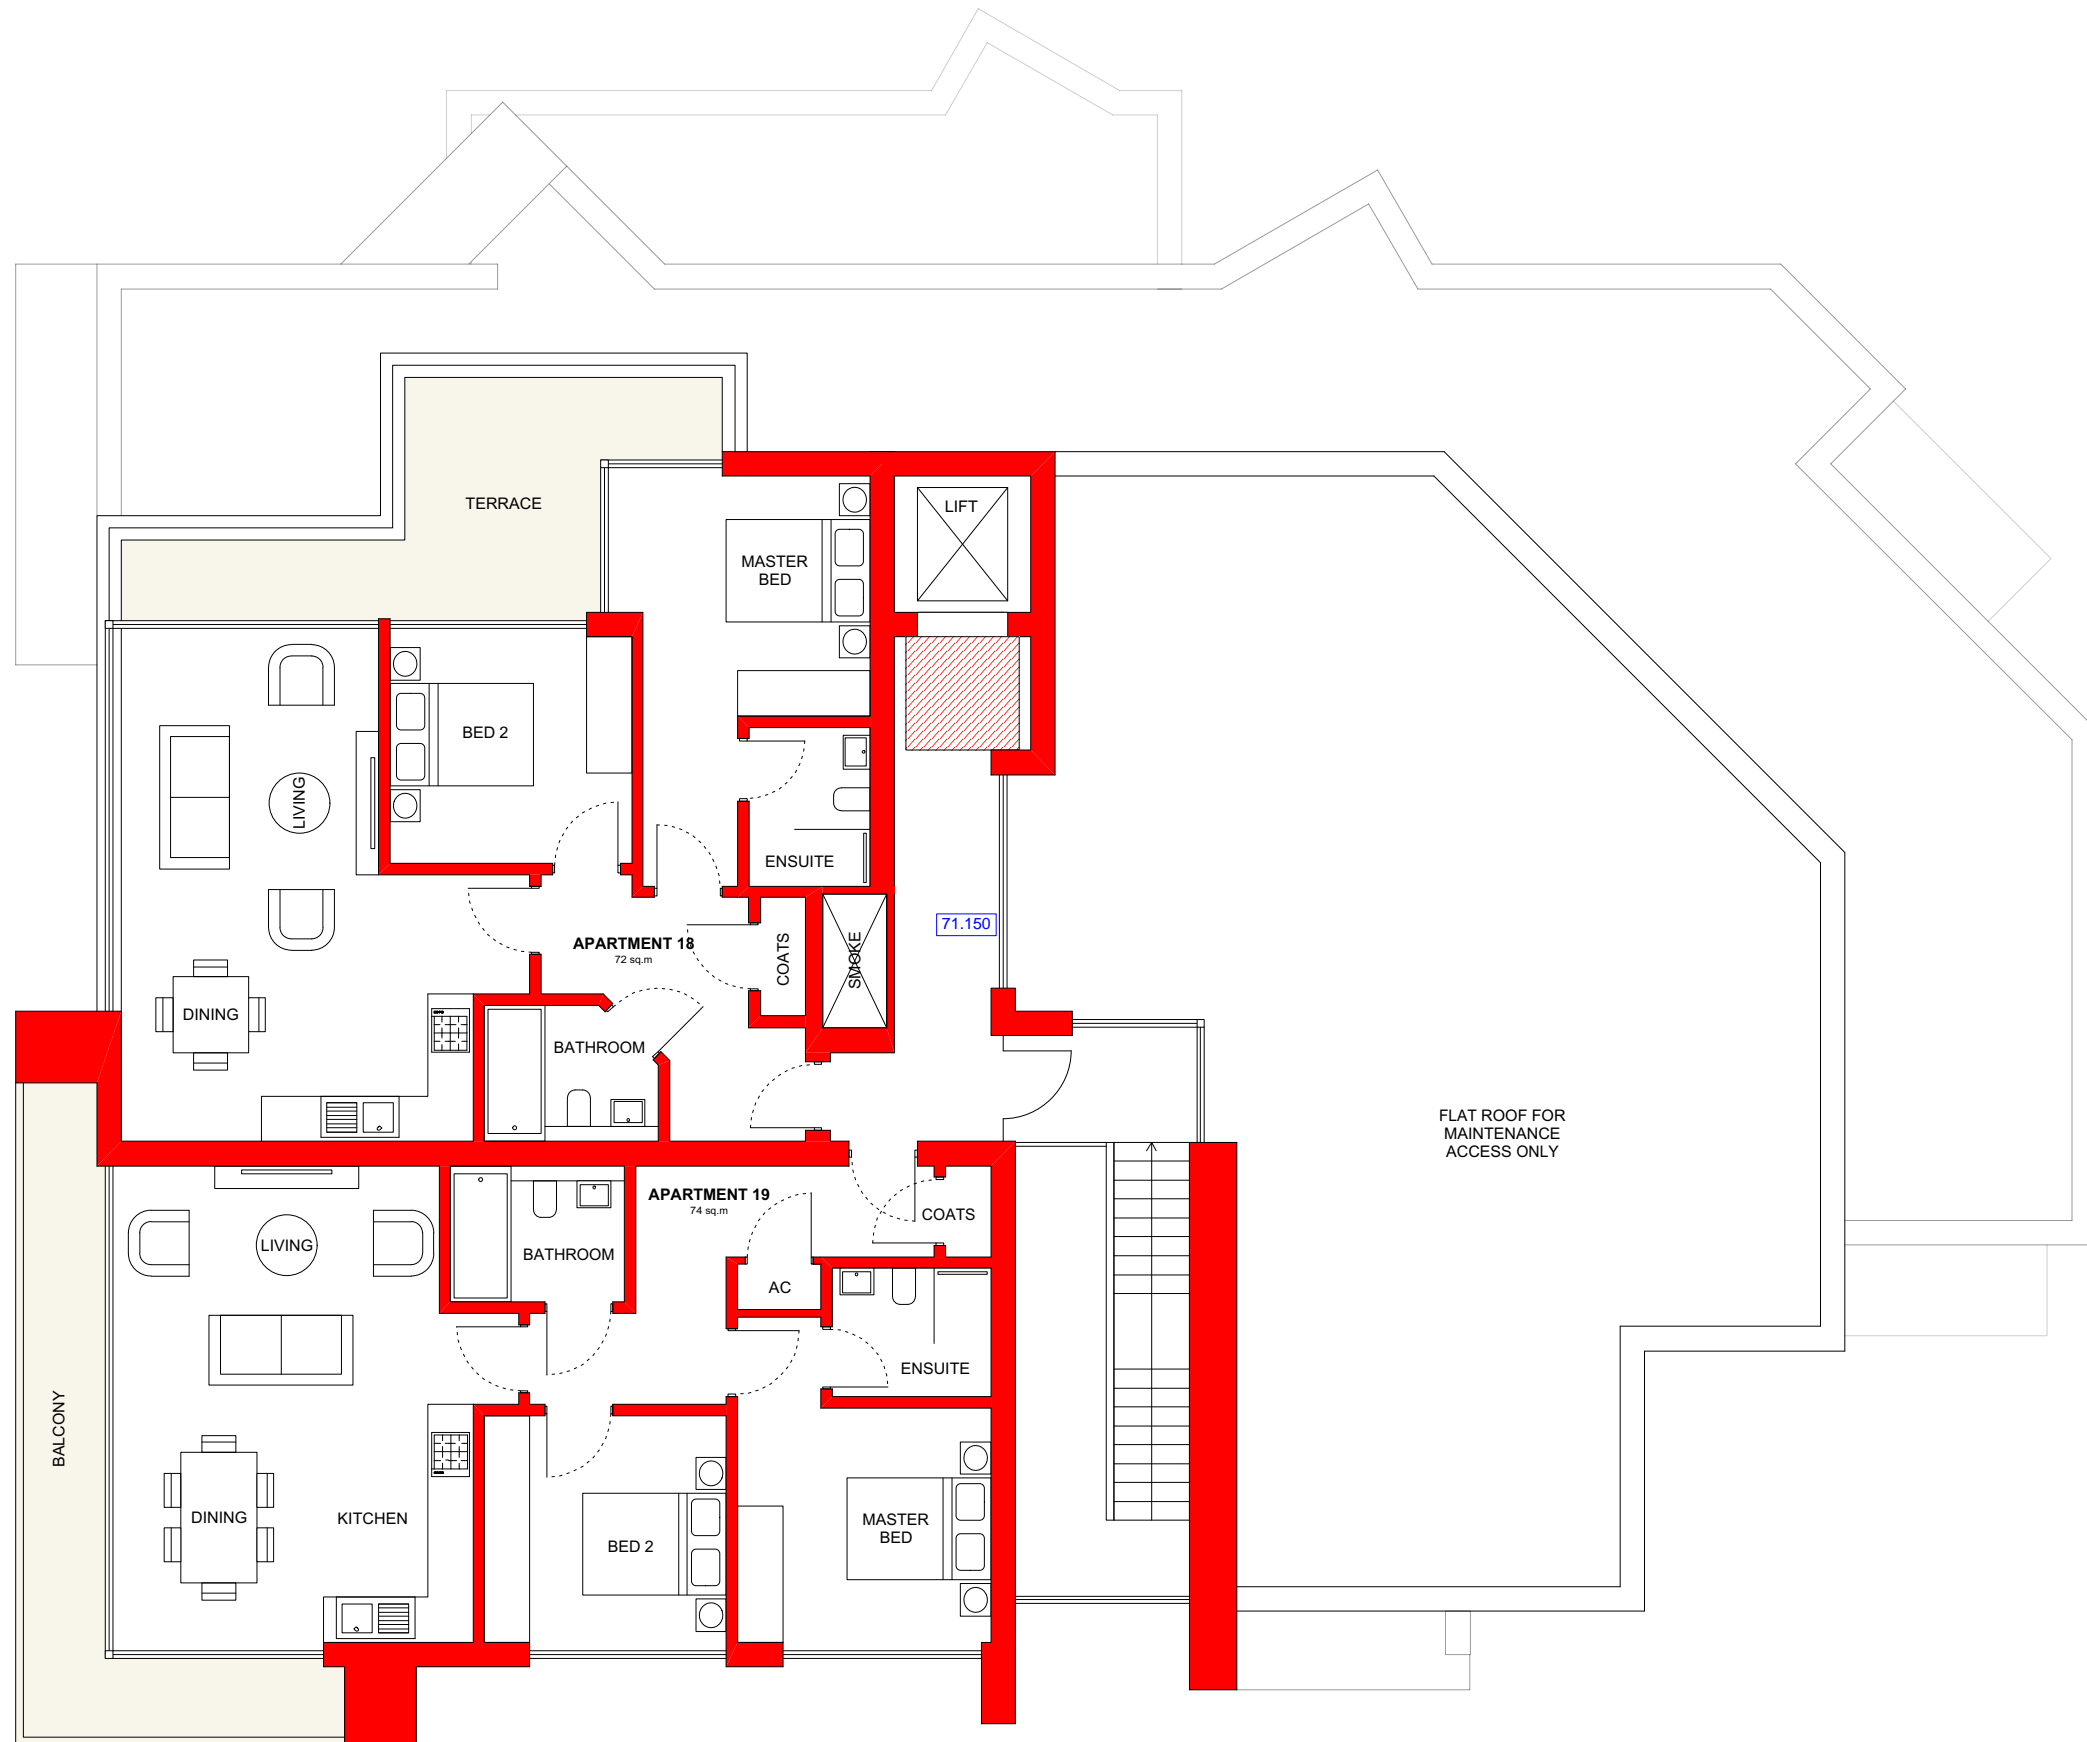 TERRACE
LIFT
MASTER
BED
BED 2
LIVING
ENSUITE
71.150
APARTMENT 18
72 sq.m
COATS
SMOKE
DINING
BATHROOM
FLAT ROOF FOR
MAINTENANCE
ACCESS ONLY
APARTMENT 19
74 sq.m
COATS
LIVING
BATHROOM
AC
ENSUITE
BALCONY
DINING
KITCHEN
MASTER
BED
BED 2